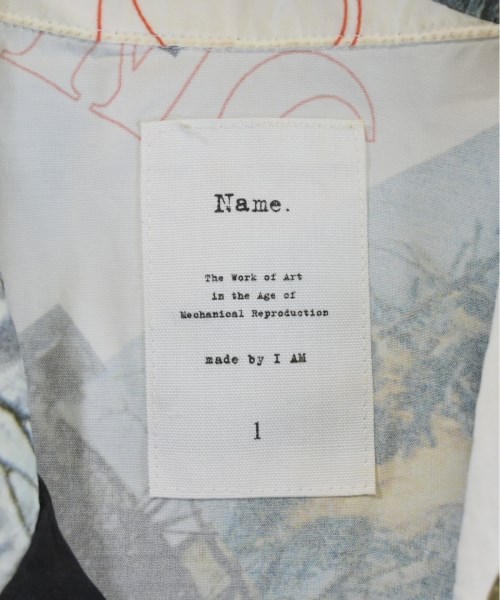 Name.
The Work of Art
in the Age of
Mechanical Reproduction
made by I AM
1